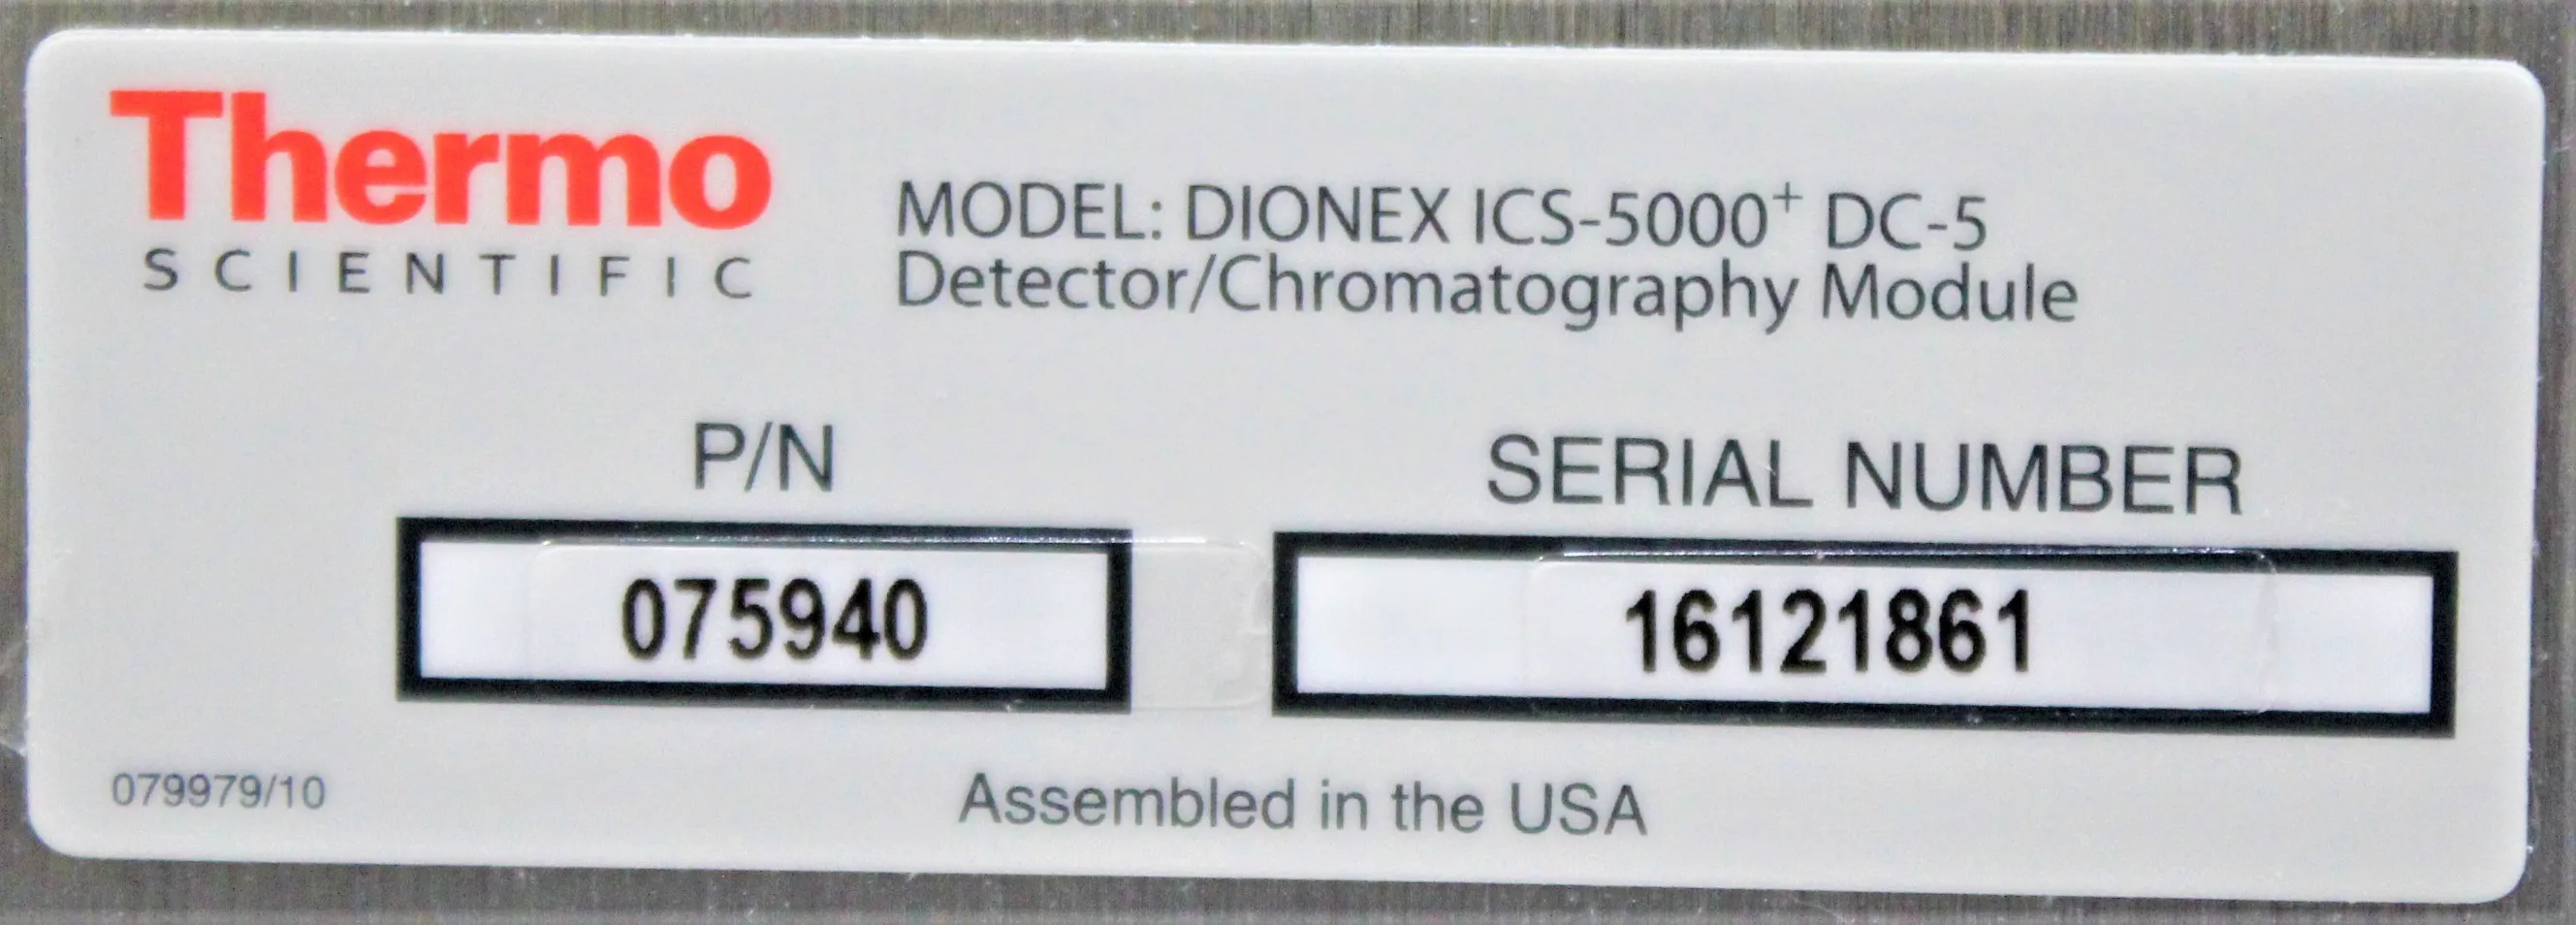 Thermo
SCIENTIFIC
MODEL: DIONEX ICS-5000⁺ DC-5
Detector/Chromatography Module
P/N
SERIAL NUMBER
075940
16121861
079979/10
Assembled in the USA